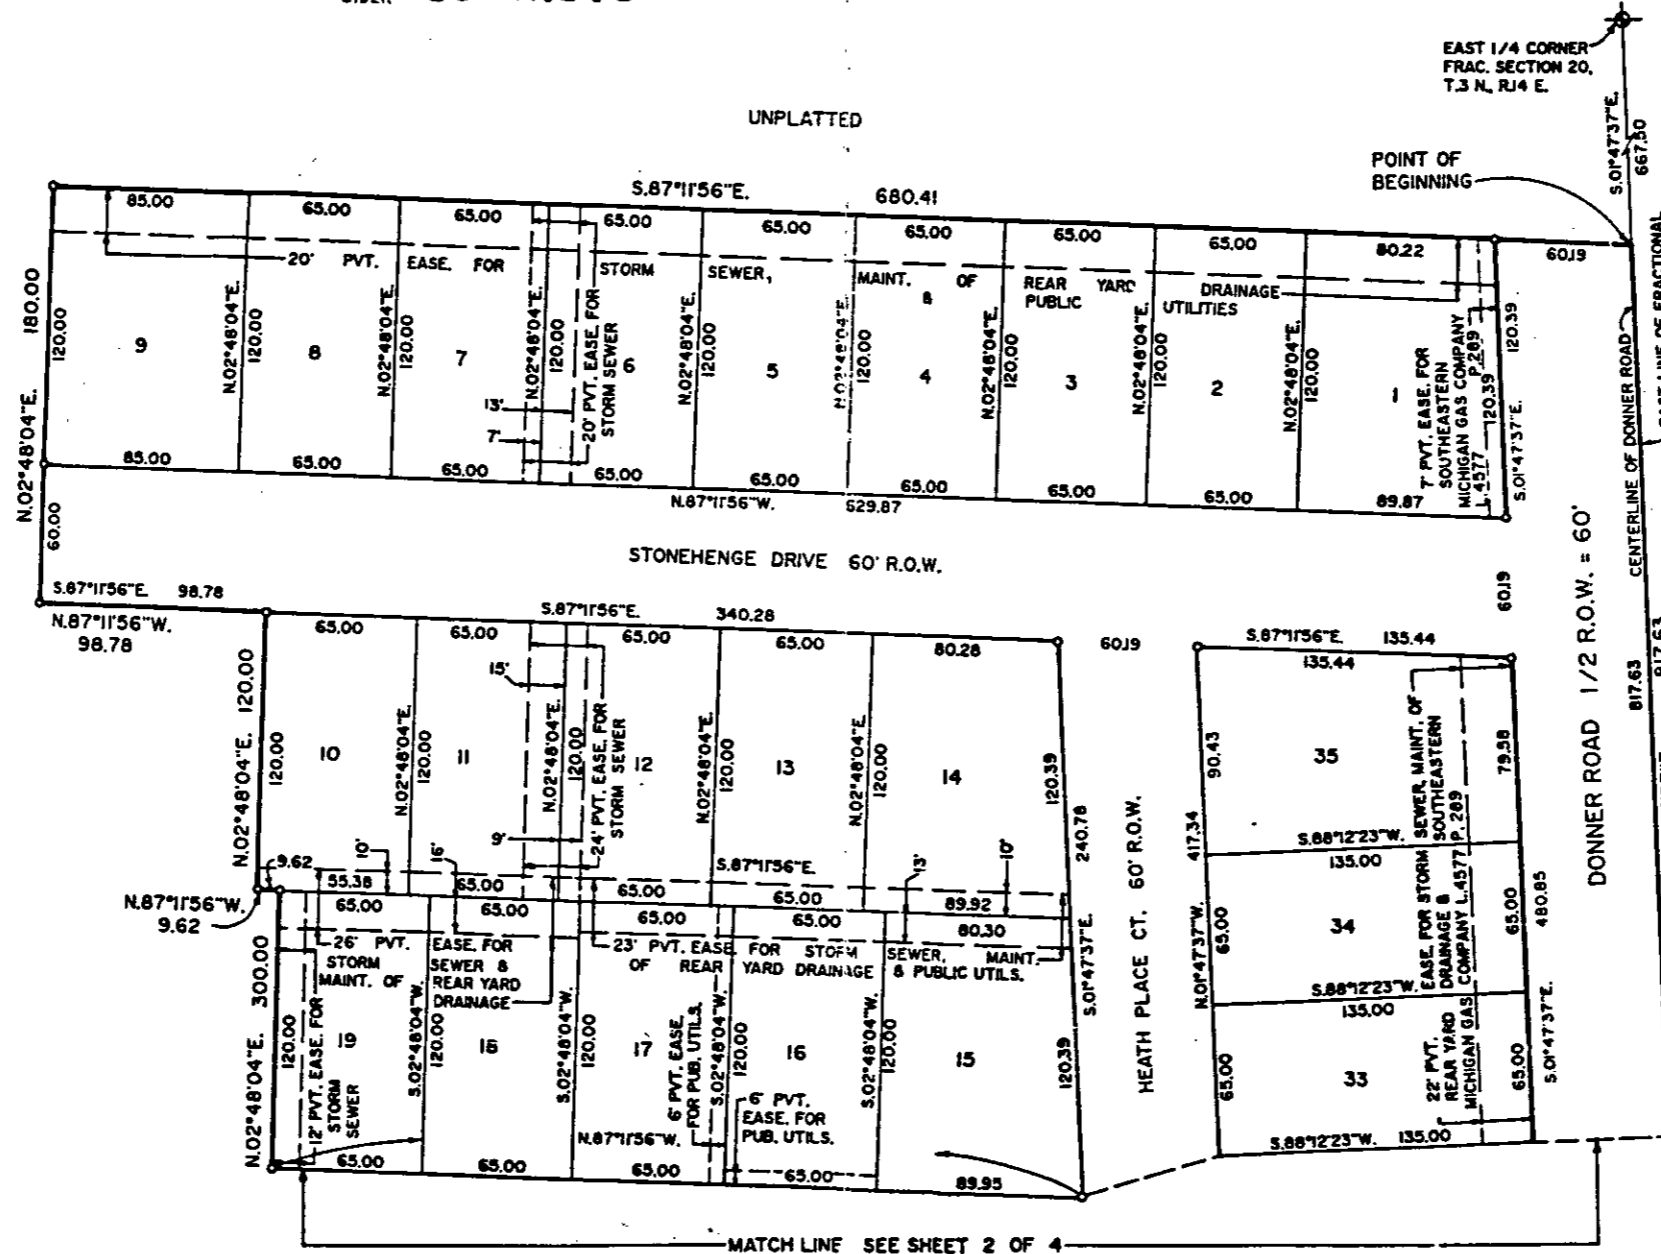 EAST 1/4 CORNER
FRAC. SECTION 20,
T.3 N., R.14 E.
UNPLATTED
POINT OF
BEGINNING
S.01°47'37"E.
667.50
S.87°11'56"E. 680.41
85.00 65.00 65.00 65.00 65.00 65.00 65.00 65.00 80.22
60.19
20' PVT. EASE. FOR STORM SEWER, MAINT. OF REAR YARD DRAINAGE
& PUBLIC UTILITIES
N.02°48'04"E. 180.00
120.00
9
N.02°48'04"E.
120.00
8
N.02°48'04"E.
120.00
7
N.02°48'04"E.
120.00
13'
7'
20' PVT. EASE. FOR
STORM SEWER
6
N.02°48'04"E.
120.00
5
N.02°48'04"E.
120.00
4
N.02°48'04"E.
120.00
3
N.02°48'04"E.
120.00
2
N.02°48'04"E.
120.00
1
7' PVT. EASE. FOR
SOUTHEASTERN
MICHIGAN GAS COMPANY
L.4577 P.289
120.39
120.39
S.01°47'37"E.
CENTERLINE OF DONNER ROAD
EAST LINE OF FRACTIONAL
85.00 65.00 65.00 65.00 65.00 65.00 65.00 65.00 89.87
N.87°11'56"W. 629.87
60.00
STONEHENGE DRIVE 60' R.O.W.
60.19
S.87°11'56"E. 98.78
N.87°11'56"W.
98.78
S.87°11'56"E. 340.28
65.00 65.00 65.00 65.00 80.28
60.19
S.87°11'56"E. 135.44
135.44
N.02°48'04"E. 120.00
120.00
10
N.02°48'04"E.
120.00
11
15'
N.02°48'04"E.
120.00
9'
24' PVT. EASE. FOR
STORM SEWER
12
N.02°48'04"E.
120.00
13
N.02°48'04"E.
120.00
14
120.39
240.78
S.01°47'37"E.
HEATH PLACE CT. 60' R.O.W.
417.34
N.01°47'37"W.
90.43
35
79.58
S.88°12'23"W.
135.00
65.00
34
65.00
S.88°12'23"W.
135.00
65.00
33
65.00
S.88°12'23"W. 135.00
22' PVT. EASE. FOR STORM SEWER, MAINT. OF
REAR YARD DRAINAGE &
SOUTHEASTERN
MICHIGAN GAS COMPANY L.4577 P.289
480.85
S.01°47'37"E.
DONNER ROAD 1/2 R.O.W. = 60'
817.63
917.63
9.62
10'
16'
S.87°11'56"E.
13'
10'
55.38 65.00 65.00 65.00 89.92
N.87°11'56"W.
9.62
65.00 65.00 65.00 65.00 80.30
26' PVT. EASE. FOR
STORM SEWER &
MAINT. OF REAR YARD
DRAINAGE
23' PVT. EASE. FOR STORM SEWER, MAINT.
OF REAR YARD DRAINAGE & PUBLIC UTILS.
N.02°48'04"E. 300.00
120.00
12' PVT. EASE. FOR
STORM
SEWER
19
S.02°48'04"W.
120.00
18
S.02°48'04"W.
120.00
17
6' PVT. EASE.
FOR PUB. UTILS.
S.02°48'04"W.
120.00
16
6' PVT.
EASE. FOR
PUB. UTILS.
S.02°48'04"W.
120.00
15
120.39
N.87°11'56"W.
65.00 65.00 65.00 65.00 89.95
MATCH LINE SEE SHEET 2 OF 4